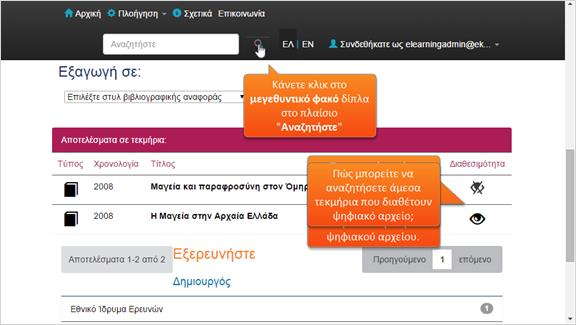 Αρχική Πλοήγηση Σχετικά Επικοινωνία
Αναζητήστε ΕΛ | EN Συνδεθήκατε ως elearningadmin@ek...
Εξαγωγή σε:
Επιλέξτε στυλ βιβλιογραφικής αναφοράς
Κάνετε κλικ στο
μεγεθυντικό φακό δίπλα
στο πλαίσιο
"Αναζητήστε"
Αποτελέσματα σε τεκμήρια:
Τύπος Χρονολογία Τίτλος Διαθεσιμότητα
2008 Μαγεία και παραφροσύνη στον Όμηρ
2008 Η Μαγεία στην Αρχαία Ελλάδα
Πώς μπορείτε να
αναζητήσετε άμεσα
τεκμήρια που διαθέτουν
ψηφιακό αρχείο;
ψηφιακού αρχείου.
Αποτελέσματα 1-2 από 2
Εξερευνήστε
Προηγούμενο 1 επόμενο
Δημιουργός
Εθνικό Ίδρυμα Ερευνών 1